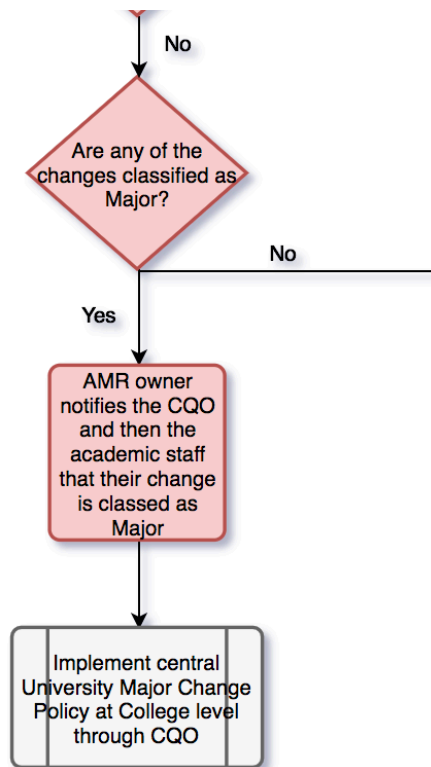 No
Are any of the
changes classified as
Major?
No
Yes
AMR owner
notifies the CQO
and then the
academic staff
that their change
is classed as
Major
Implement central
University Major Change
Policy at College level
through CQO